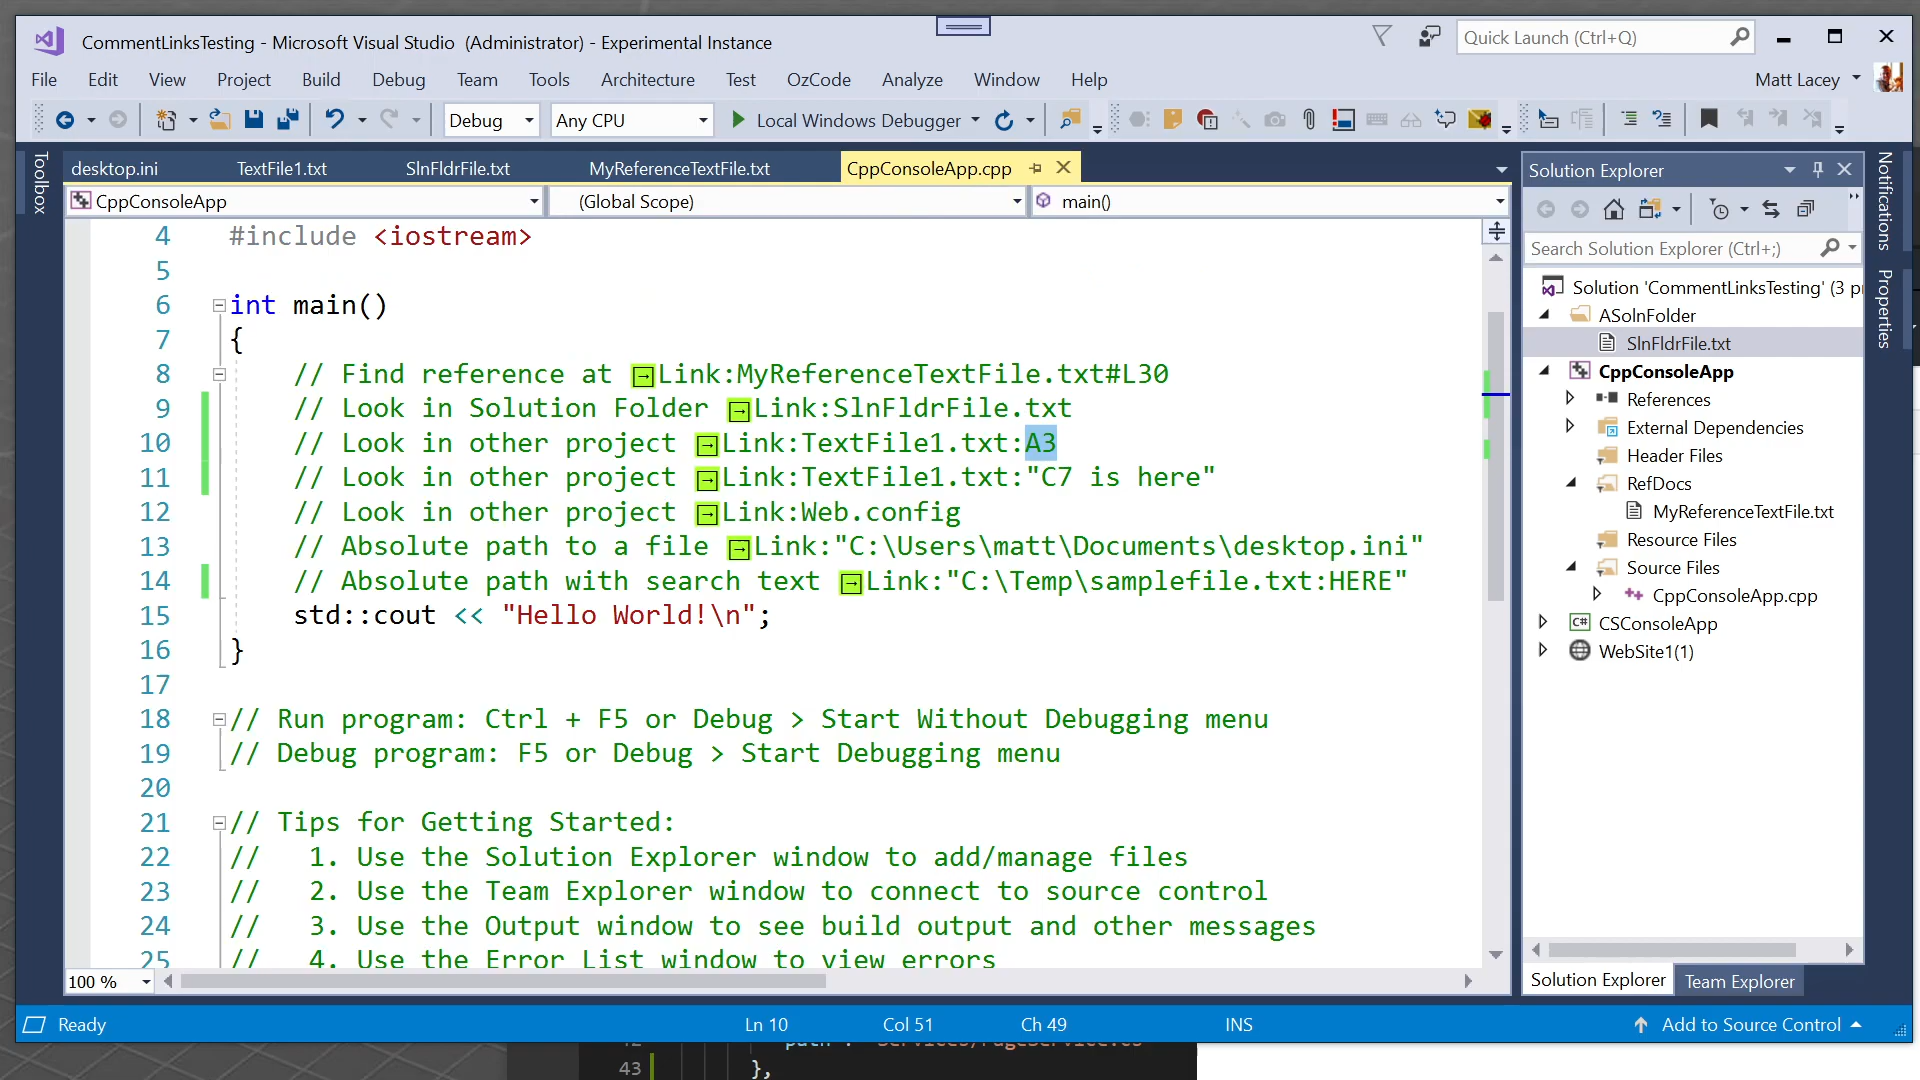 CommentLinksTesting - Microsoft Visual Studio (Administrator) - Experimental Instance
Quick Launch (Ctrl+Q)
File Edit View Project Build Debug Team Tools Architecture Test OzCode Analyze Window Help
Matt Lacey
Debug Any CPU Local Windows Debugger
Toolbox
desktop.ini TextFile1.txt SlnFldrFile.txt MyReferenceTextFile.txt CppConsoleApp.cpp
CppConsoleApp (Global Scope) main()
4 #include <iostream>
5
6 int main()
7 {
8 // Find reference at Link:MyReferenceTextFile.txt#L30
9 // Look in Solution Folder Link:SlnFldrFile.txt
10 // Look in other project Link:TextFile1.txt:A3
11 // Look in other project Link:TextFile1.txt:"C7 is here"
12 // Look in other project Link:Web.config
13 // Absolute path to a file Link:"C:\Users\matt\Documents\desktop.ini"
14 // Absolute path with search text Link:"C:\Temp\samplefile.txt:HERE"
15 std::cout << "Hello World!\n";
16 }
17
18 // Run program: Ctrl + F5 or Debug > Start Without Debugging menu
19 // Debug program: F5 or Debug > Start Debugging menu
20
21 // Tips for Getting Started:
22 // 1. Use the Solution Explorer window to add/manage files
23 // 2. Use the Team Explorer window to connect to source control
24 // 3. Use the Output window to see build output and other messages
25 // 4. Use the Error List window to view errors
100 %
Solution Explorer
Search Solution Explorer (Ctrl+;)
Solution 'CommentLinksTesting' (3 p
ASolnFolder
SlnFldrFile.txt
CppConsoleApp
References
External Dependencies
Header Files
RefDocs
MyReferenceTextFile.txt
Resource Files
Source Files
CppConsoleApp.cpp
CSConsoleApp
WebSite1(1)
Solution Explorer Team Explorer
Notifications
Properties
Ready Ln 10 Col 51 Ch 49 INS Add to Source Control
43 },